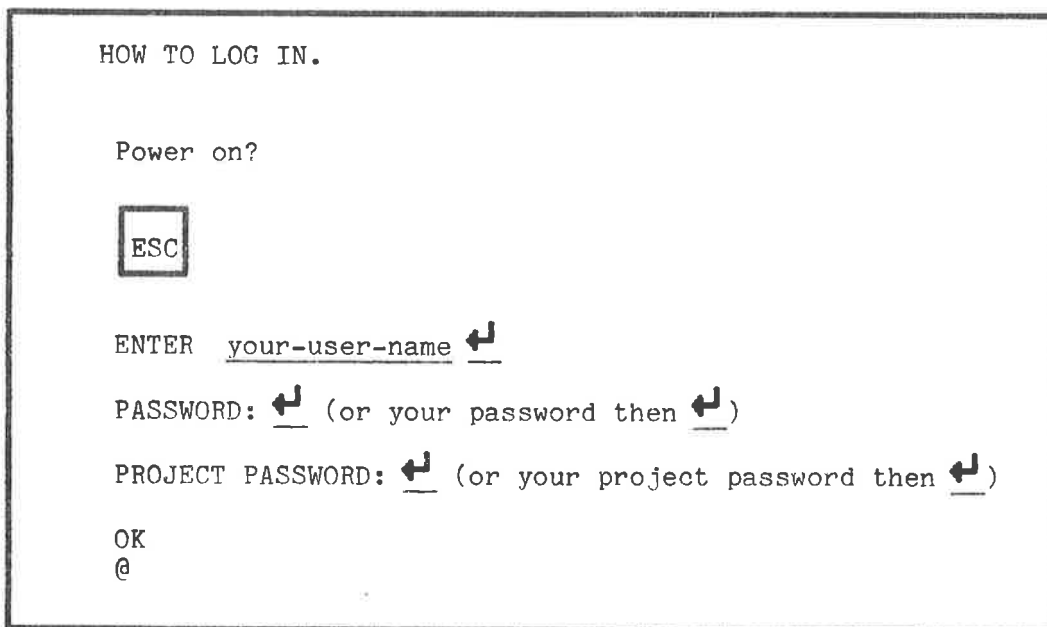 HOW TO LOG IN.
Power on?
ESC
ENTER your-user-name ↵
PASSWORD: ↵ (or your password then ↵)
PROJECT PASSWORD: ↵ (or your project password then ↵)
OK
@